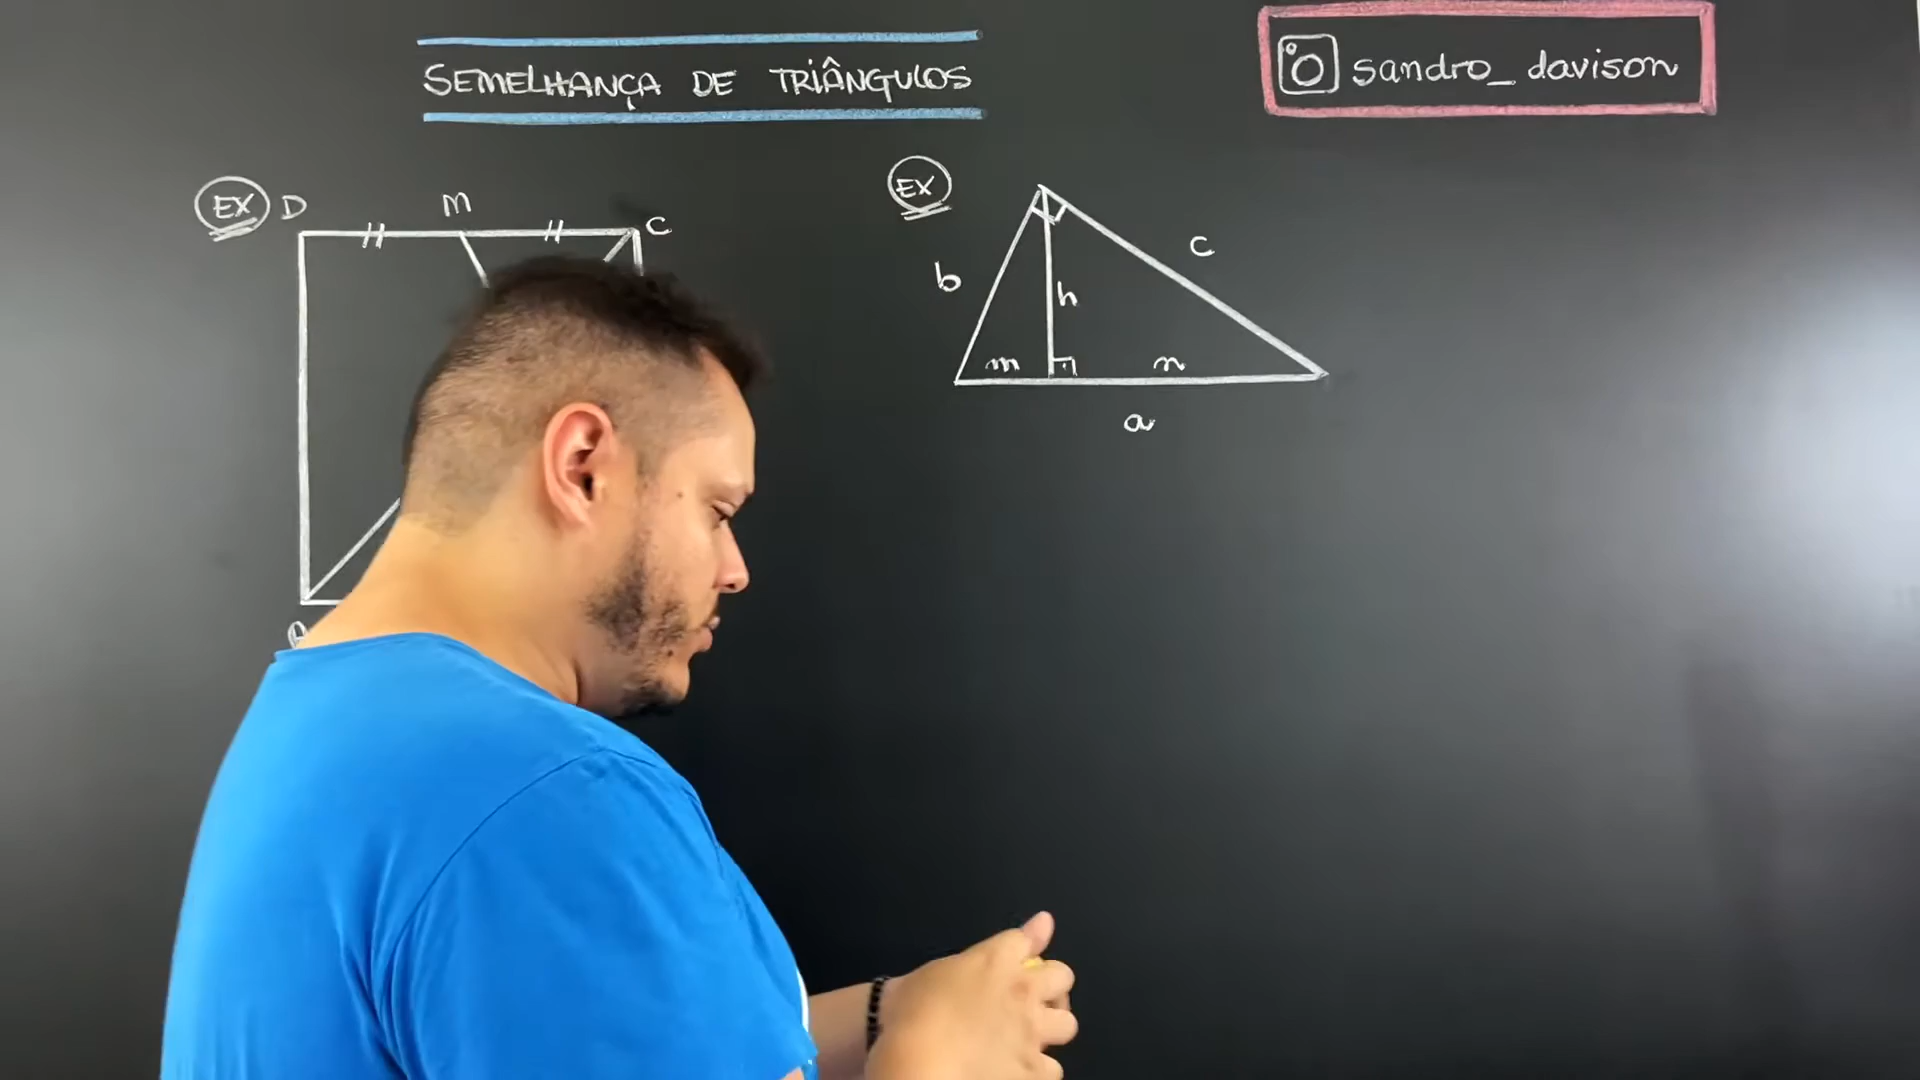 SEMELHANÇA DE TRIÂNGULOS
sandro_davison
EX D M C
EX
b
h
c
m
n
a